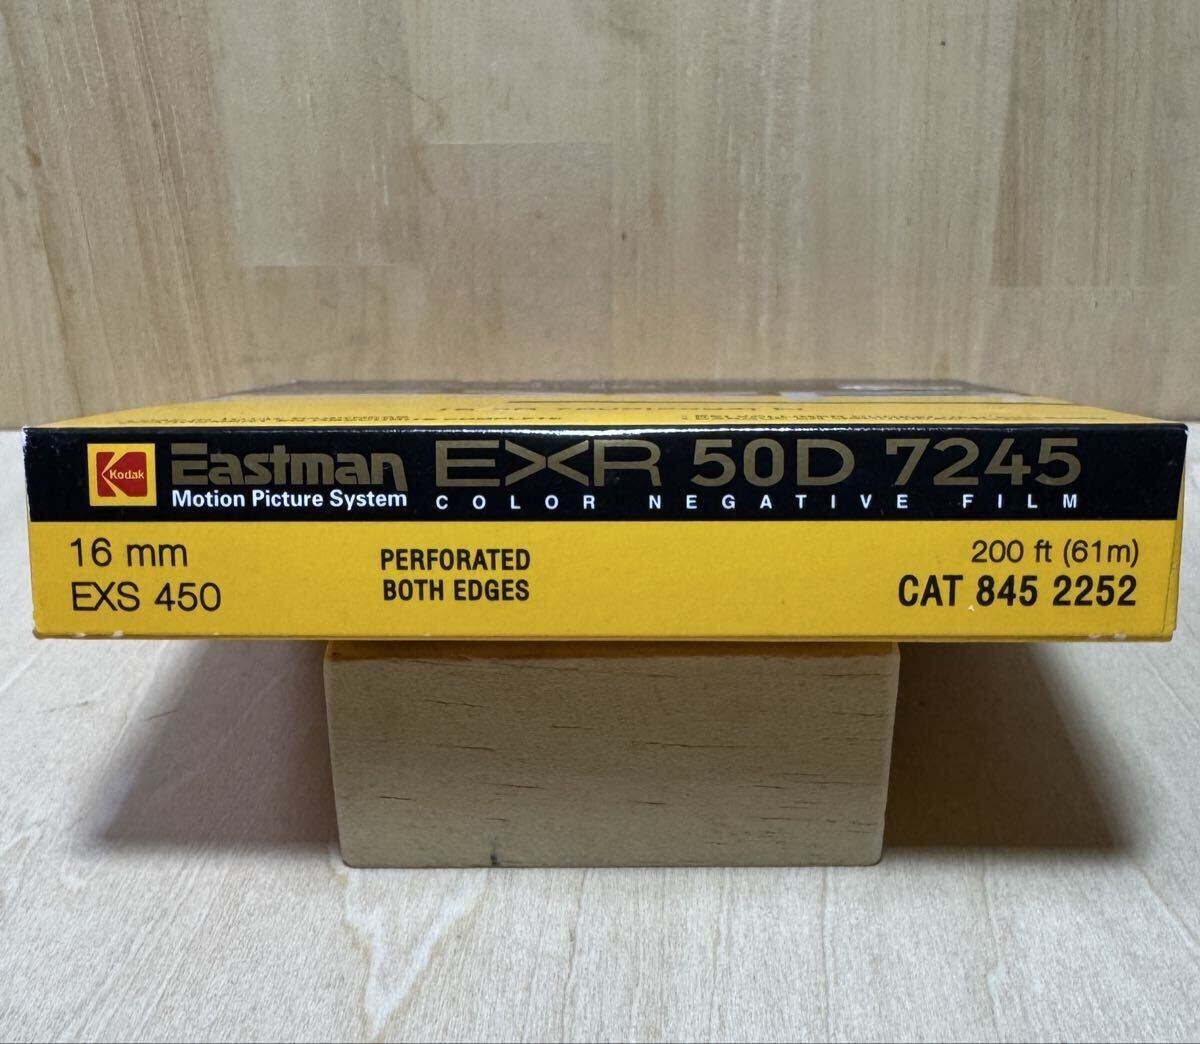 Kodak
Eastman EXR 50D 7245
Motion Picture System COLOR NEGATIVE FILM
16 mm PERFORATED 200 ft (61m)
EXS 450 BOTH EDGES CAT 845 2252